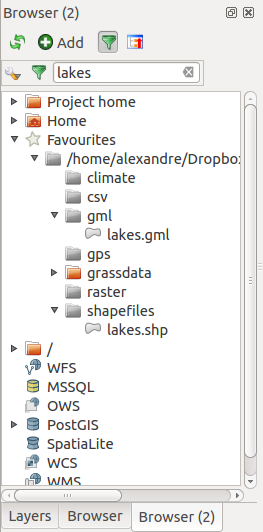 Browser (2)
Add
lakes
Project home
Home
Favourites
/home/alexandre/Dropbox
climate
csv
gml
lakes.gml
gps
grassdata
raster
shapefiles
lakes.shp
/
WFS
MSSQL
OWS
PostGIS
SpatiaLite
WCS
WMS
Layers Browser Browser (2)